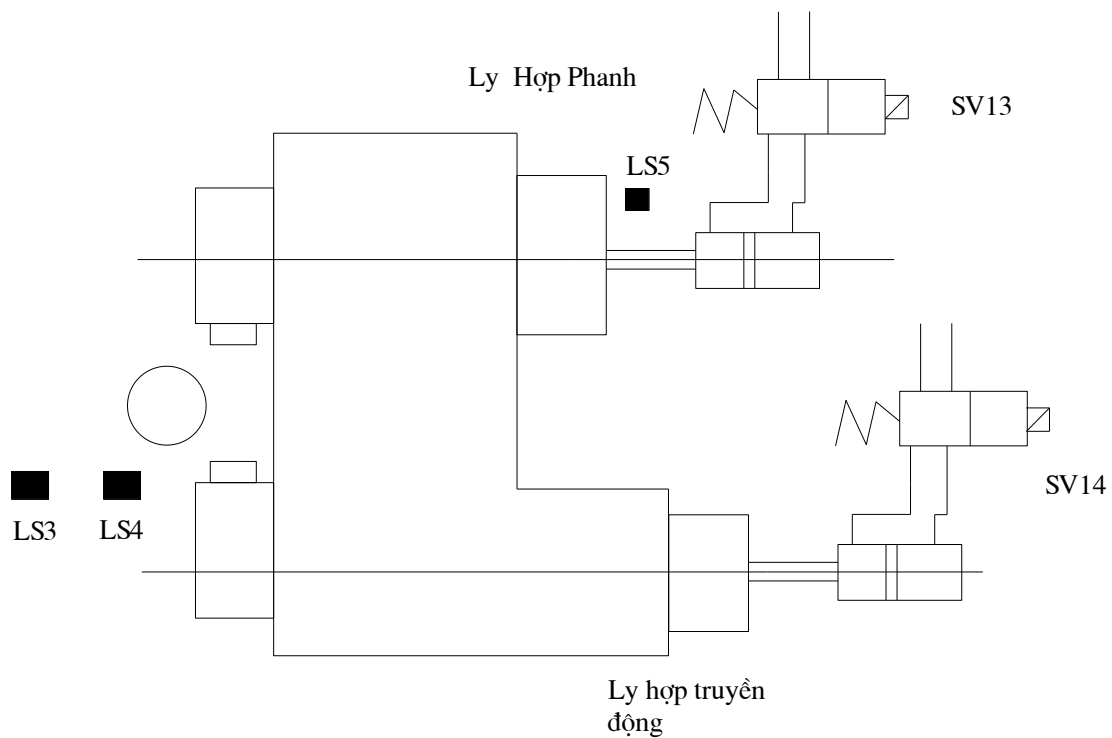 Ly Hợp Phanh
SV13
LS5
SV14
LS3
LS4
Ly hợp truyền
động